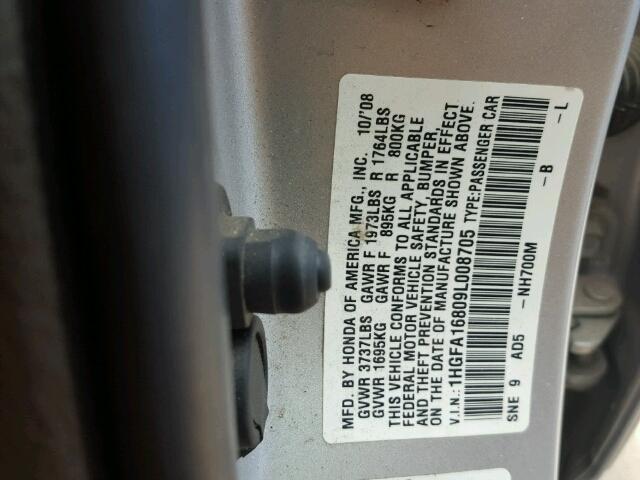 MFD. BY HONDA OF AMERICA MFG., INC. 10/'08
GVWR 3737LBS GAWR F 1973LBS R 1764LBS
GVWR 1695KG GAWR F 895KG R 800KG
THIS VEHICLE CONFORMS TO ALL APPLICABLE
FEDERAL MOTOR VEHICLE SAFETY, BUMPER,
AND THEFT PREVENTION STANDARDS IN EFFECT
ON THE DATE OF MANUFACTURE SHOWN ABOVE.
V.I.N.: 1HGFA16809L008705 TYPE:PASSENGER CAR
SNE 9 AD5 -NH700M -B -L